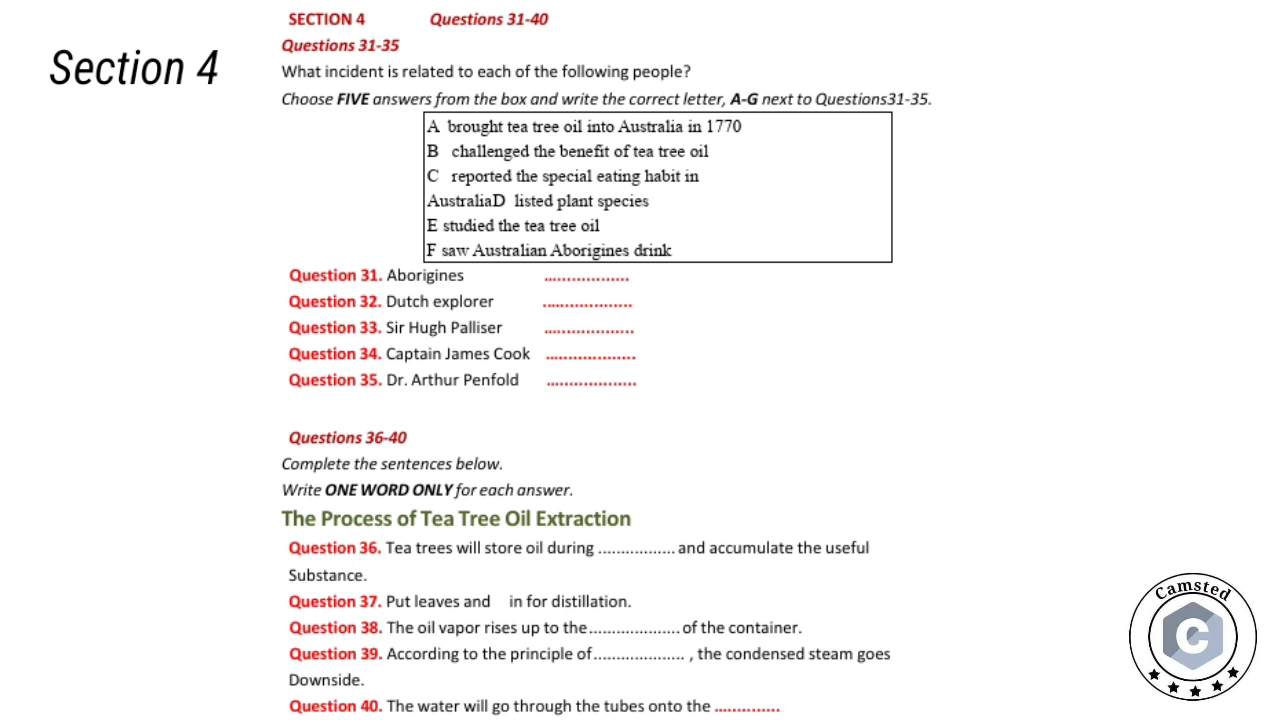 Section 4
SECTION 4 Questions 31-40
Questions 31-35
What incident is related to each of the following people?
Choose FIVE answers from the box and write the correct letter, A-G next to Questions31-35.
A brought tea tree oil into Australia in 1770
B challenged the benefit of tea tree oil
C reported the special eating habit in
AustraliaD listed plant species
E studied the tea tree oil
F saw Australian Aborigines drink
Question 31. Aborigines ...................
Question 32. Dutch explorer ....................
Question 33. Sir Hugh Palliser ....................
Question 34. Captain James Cook ....................
Question 35. Dr. Arthur Penfold ....................
Questions 36-40
Complete the sentences below.
Write ONE WORD ONLY for each answer.
The Process of Tea Tree Oil Extraction
Question 36. Tea trees will store oil during ................. and accumulate the useful
Substance.
Question 37. Put leaves and in for distillation.
Question 38. The oil vapor rises up to the.................... of the container.
Question 39. According to the principle of.................... , the condensed steam goes
Downside.
Question 40. The water will go through the tubes onto the ..............
Camsted
C